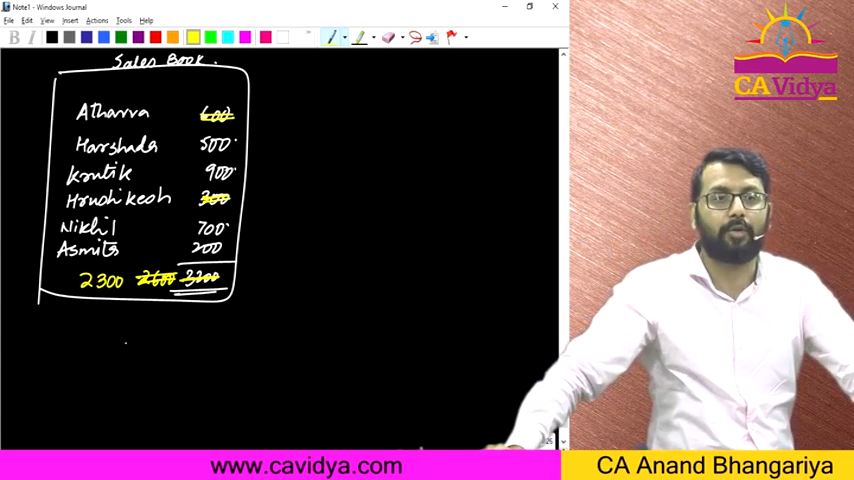 Note1 - Windows Journal
File Edit View Insert Actions Tools Help
B I
Sales Book.
Atharva 600
Harshada 500
Krutik 900
Hrushikesh 300
Nikhil 700
Asmita 200
2300 2600 3200
CA Vidya
www.cavidya.com
CA Anand Bhangariya